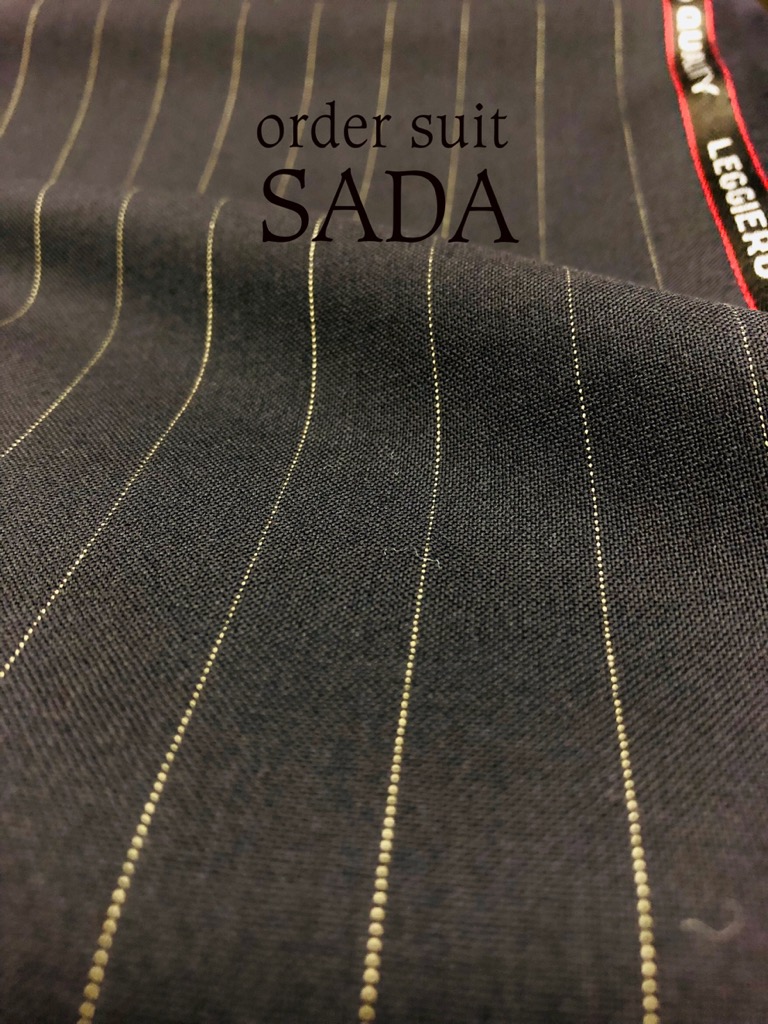 order suit
SADA
QUALITY
LEGGIERO